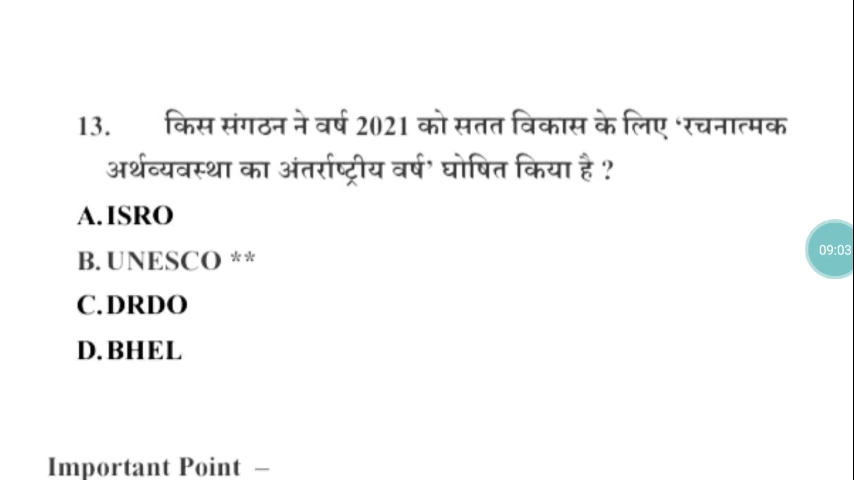 13. किस संगठन ने वर्ष 2021 को सतत विकास के लिए ‘रचनात्मक
अर्थव्यवस्था का अंतर्राष्ट्रीय वर्ष’ घोषित किया है ?
A. ISRO
B. UNESCO **
C. DRDO
D. BHEL
09:03
Important Point –